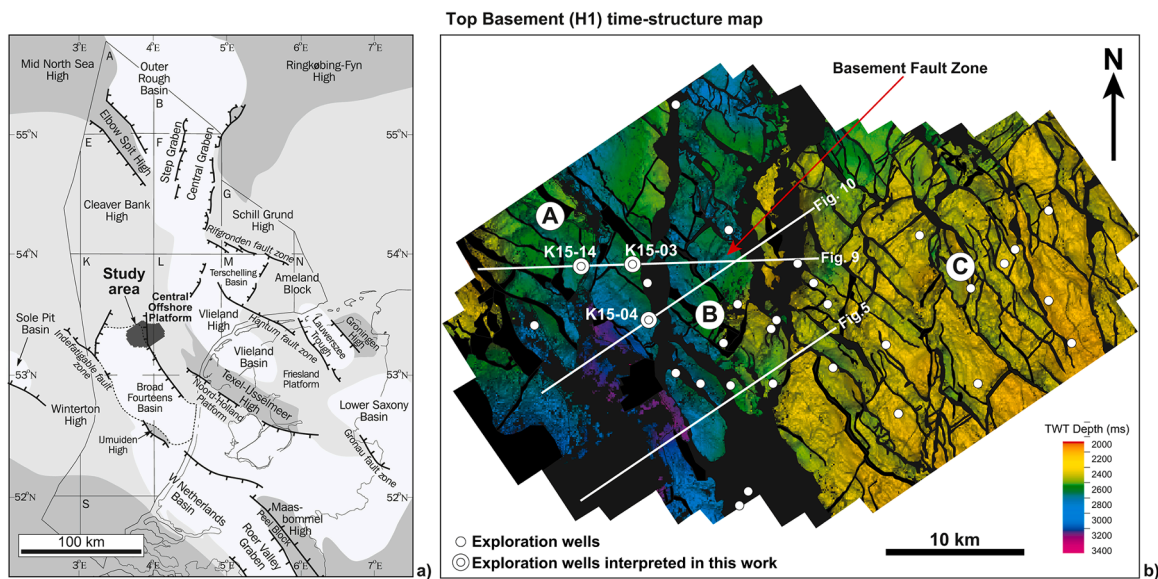 Top Basement (H1) time-structure map
3°E
4°E
5°E
6°E
7°E
Mid North Sea
High
A
Outer
Rough
Basin
Ringkøbing-Fyn
High
B
55°N
Elbow Spit High
E
F
Step Graben
Central Graben
G
Cleaver Bank
High
Schill Grund
High
Rifgronden fault zone
54°N
K
L
M
N
Terschelling
Basin
Ameland
Block
Study
area
Central
Offshore
Platform
Sole Pit
Basin
Vlieland
High
Hantum fault zone
Lauwerszee
Trough
Groningen
High
Indefatigable fault
zone
Vlieland
Basin
Friesland
Platform
53°N
Broad
Fourteens
Basin
Texel-IJsselmeer
High
Noord-Holland
Platform
Winterton
High
Lower Saxony
Basin
IJmuiden High
Gronau fault zone
52°N
S
W Netherlands
Basin
Maas-
bommel
High
Peel Block
Roer Valley
Graben
100 km
3°E
4°E
5°E
6°E
7°E
a)
Basement Fault Zone
N
A
Fig. 10
K15-14
K15-03
Fig. 9
C
K15-04
B
Fig.5
TWT Depth (ms)
2000
2200
2400
2600
2800
3000
3200
3400
10 km
Exploration wells
Exploration wells interpreted in this work
b)